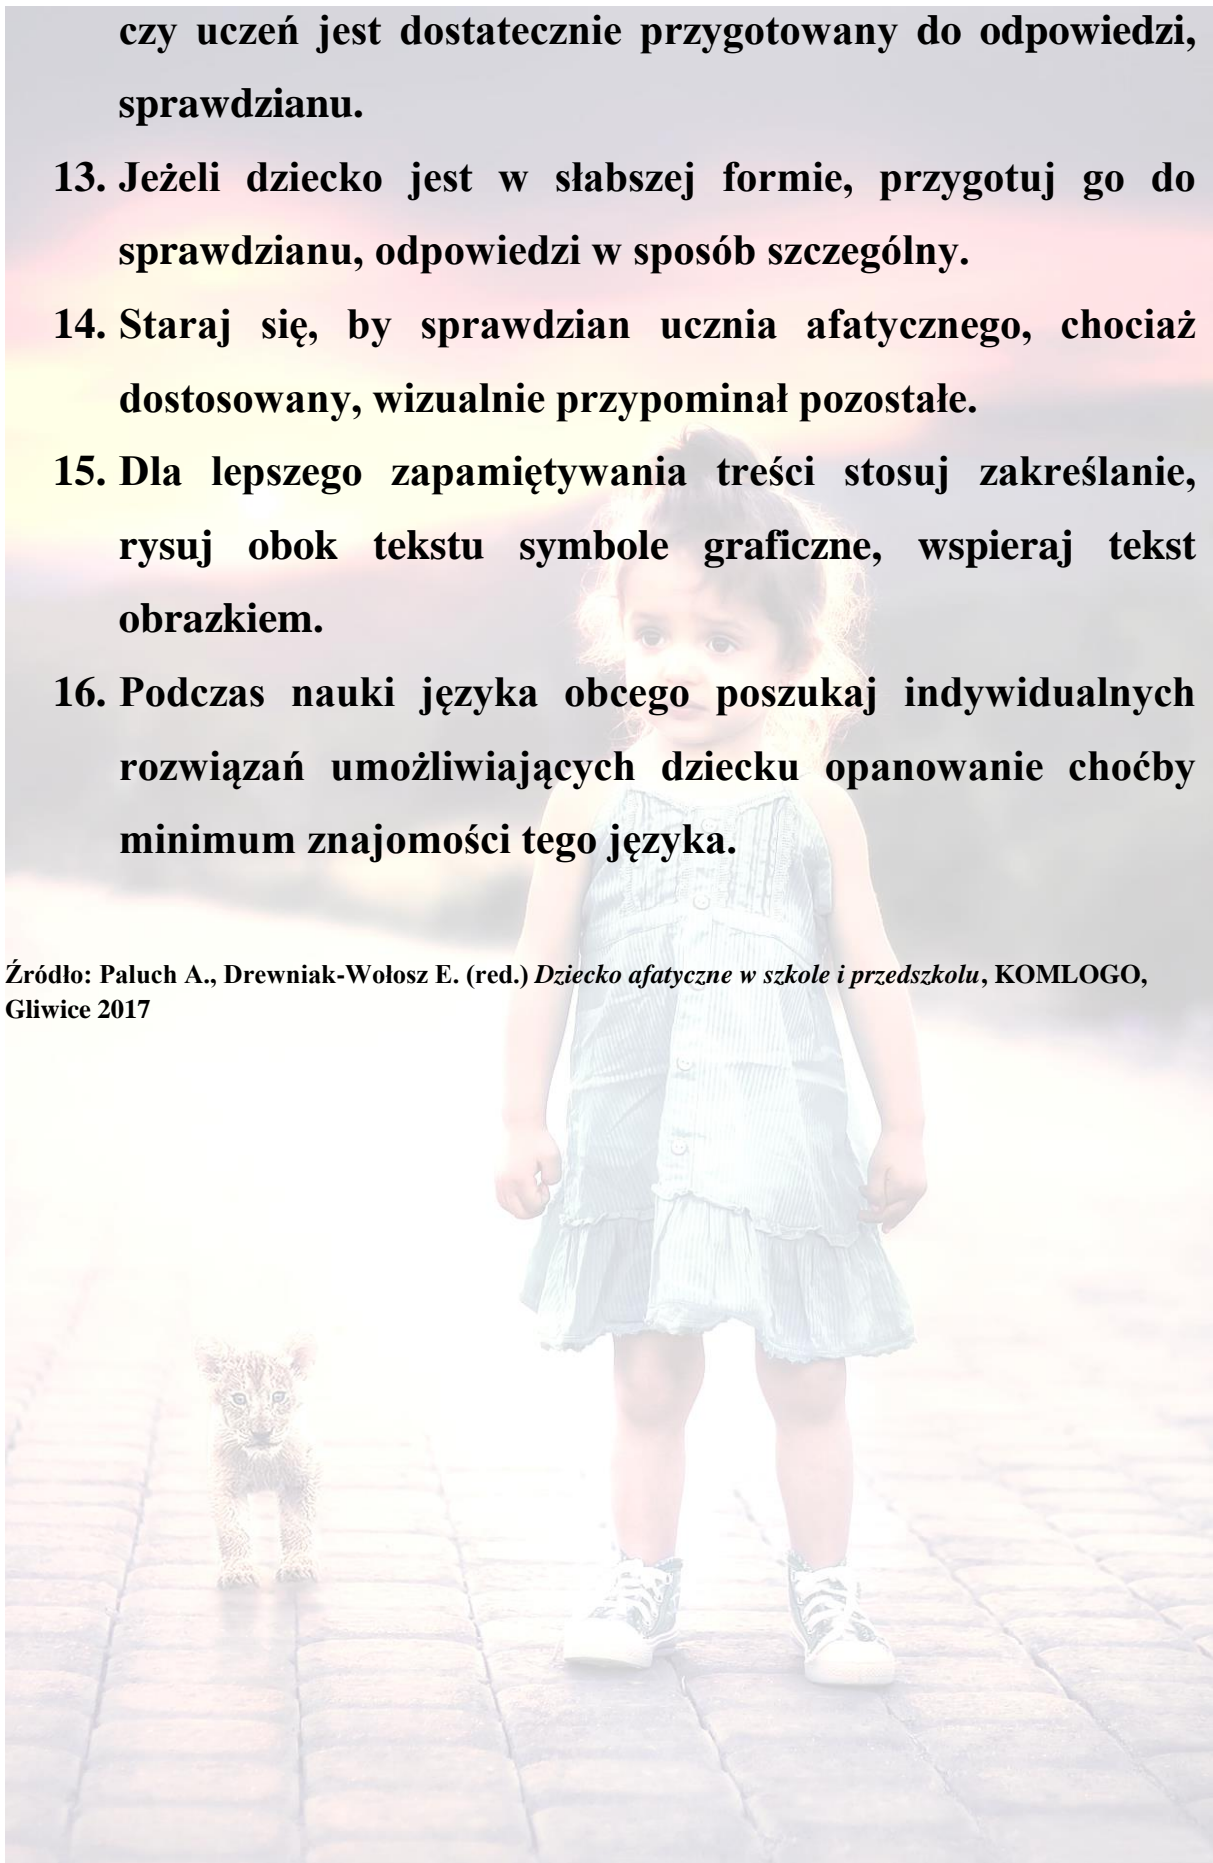 czy uczeń jest dostatecznie przygotowany do odpowiedzi,
sprawdzianu.
13. Jeżeli dziecko jest w słabszej formie, przygotuj go do
sprawdzianu, odpowiedzi w sposób szczególny.
14. Staraj się, by sprawdzian ucznia afatycznego, chociaż
dostosowany, wizualnie przypominał pozostałe.
15. Dla lepszego zapamiętywania treści stosuj zakreślanie,
rysuj obok tekstu symbole graficzne, wspieraj tekst
obrazkiem.
16. Podczas nauki języka obcego poszukaj indywidualnych
rozwiązań umożliwiających dziecku opanowanie choćby
minimum znajomości tego języka.
Źródło: Paluch A., Drewniak-Wołosz E. (red.) Dziecko afatyczne w szkole i przedszkolu, KOMLOGO,
Gliwice 2017